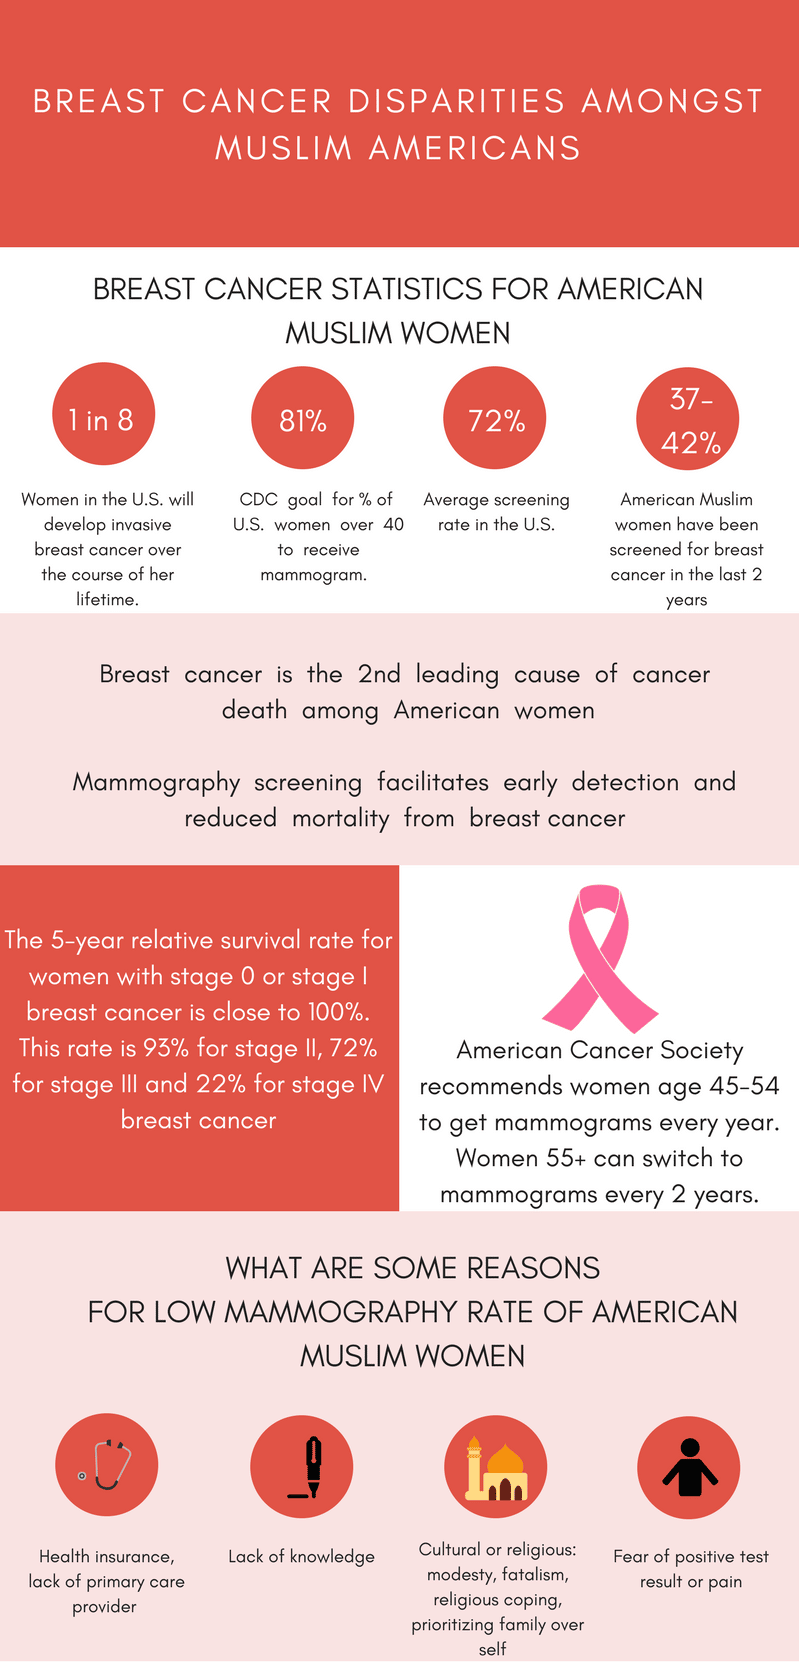 BREAST CANCER DISPARITIES AMONGST
MUSLIM AMERICANS
BREAST CANCER STATISTICS FOR AMERICAN
MUSLIM WOMEN
1 in 8
Women in the U.S. will
develop invasive
breast cancer over
the course of her
lifetime.
81%
CDC goal for % of
U.S. women over 40
to receive
mammogram.
72%
Average screening
rate in the U.S.
37-
42%
American Muslim
women have been
screened for breast
cancer in the last 2
years
Breast cancer is the 2nd leading cause of cancer
death among American women
Mammography screening facilitates early detection and
reduced mortality from breast cancer
The 5-year relative survival rate for
women with stage 0 or stage I
breast cancer is close to 100%.
This rate is 93% for stage II, 72%
for stage III and 22% for stage IV
breast cancer
American Cancer Society
recommends women age 45-54
to get mammograms every year.
Women 55+ can switch to
mammograms every 2 years.
WHAT ARE SOME REASONS
FOR LOW MAMMOGRAPHY RATE OF AMERICAN
MUSLIM WOMEN
Health insurance,
lack of primary care
provider
Lack of knowledge
Cultural or religious:
modesty, fatalism,
religious coping,
prioritizing family over
self
Fear of positive test
result or pain